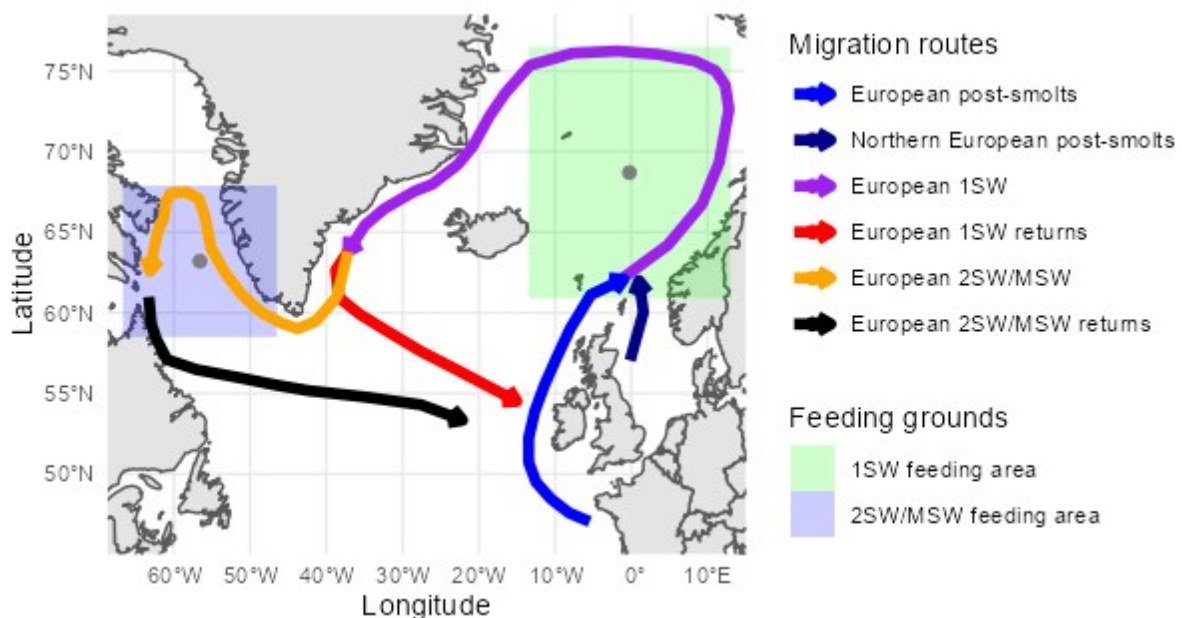 75°N
70°N
65°N
60°N
55°N
50°N
Latitude
60°W 50°W 40°W 30°W 20°W 10°W 0° 10°E
Longitude
Migration routes
European post-smolts
Northern European post-smolts
European 1SW
European 1SW returns
European 2SW/MSW
European 2SW/MSW returns
Feeding grounds
1SW feeding area
2SW/MSW feeding area